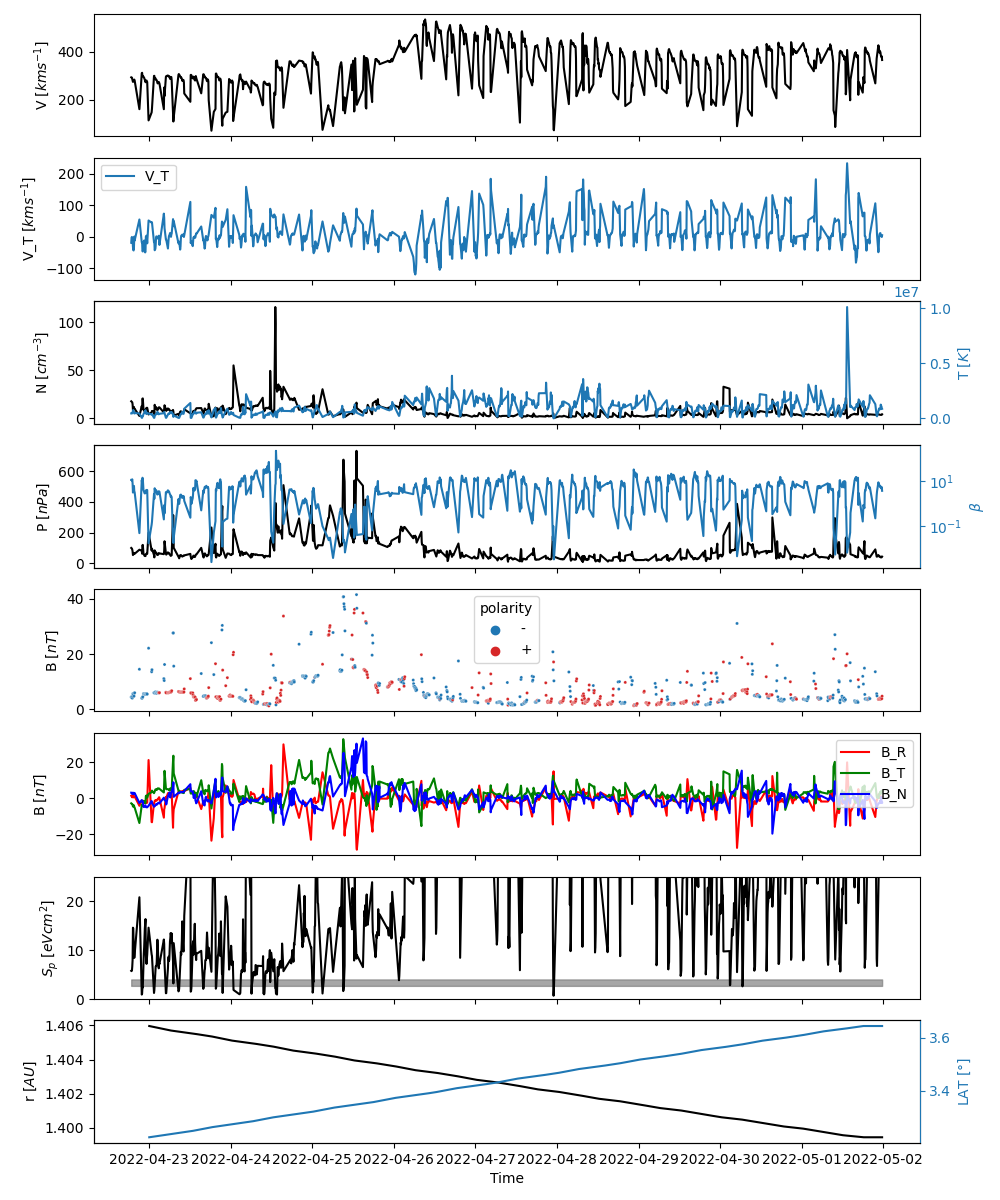 V [kms⁻¹]
400
200
V_T [kms⁻¹]
200
100
0
−100
V_T
N [cm⁻³]
100
50
0
1e7
1.0
0.5
0.0
T [K]
P [nPa]
600
400
200
0
10¹
10⁻¹
β
B [nT]
40
20
0
polarity
-
+
B [nT]
20
0
−20
B_R
B_T
B_N
Sₚ [eVcm²]
20
10
0
r [AU]
1.406
1.404
1.402
1.400
3.6
3.4
LAT [°]
2022-04-23 2022-04-24 2022-04-25 2022-04-26 2022-04-27 2022-04-28 2022-04-29 2022-04-30 2022-05-01 2022-05-02
Time